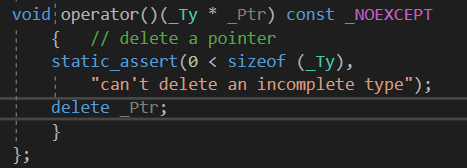 void operator()(_Ty * _Ptr) const _NOEXCEPT
{ // delete a pointer
static_assert(0 < sizeof (_Ty),
"can't delete an incomplete type");
delete _Ptr;
}
};